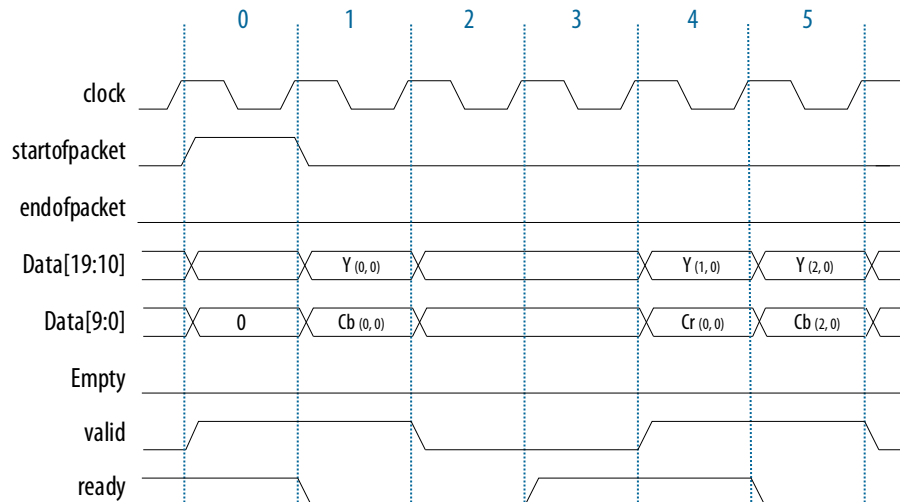 0 1 2 3 4 5
clock
startofpacket
endofpacket
Data[19:10] Y (0, 0) Y (1, 0) Y (2, 0)
Data[9:0] 0 Cb (0, 0) Cr (0, 0) Cb (2, 0)
Empty
valid
ready